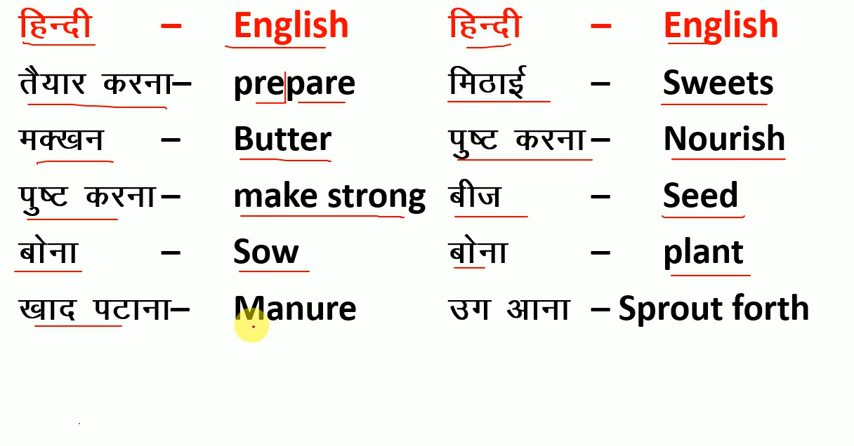 हिन्दी – English हिन्दी – English
तैयार करना– prepare मिठाई – Sweets
मक्खन – Butter पुष्ट करना– Nourish
पुष्ट करना– make strong बीज – Seed
बोना – Sow बोना – plant
खाद पटाना– Manure उग आना – Sprout forth